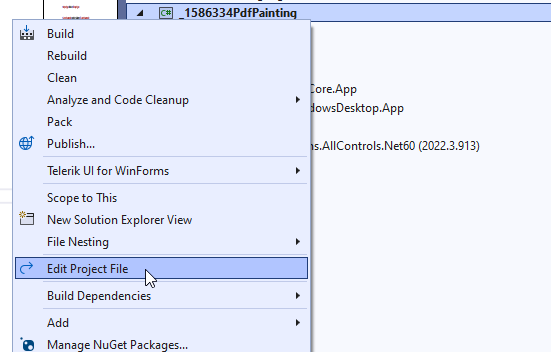 C# _1586334PdfPainting
Build
Rebuild
Clean
Analyze and Code Cleanup
Core.App
dowsDesktop.App
Pack
Publish...
ns.AllControls.Net60 (2022.3.913)
Telerik UI for WinForms
Scope to This
New Solution Explorer View
File Nesting
Edit Project File
Build Dependencies
Add
Manage NuGet Packages...